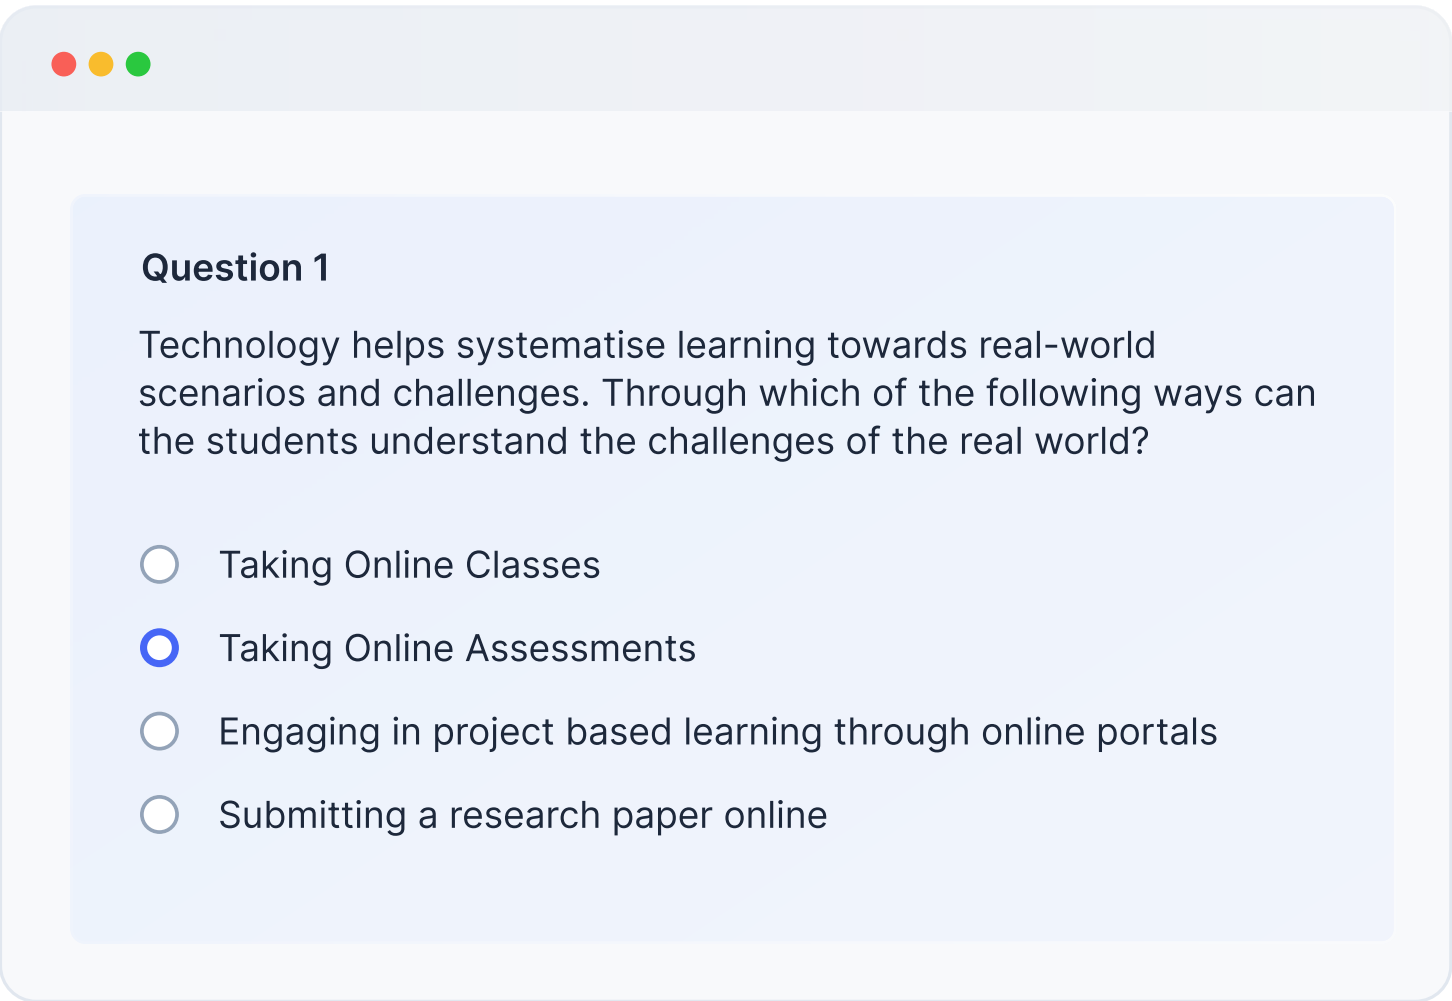 Question 1
Technology helps systematise learning towards real-world
scenarios and challenges. Through which of the following ways can
the students understand the challenges of the real world?
Taking Online Classes
Taking Online Assessments
Engaging in project based learning through online portals
Submitting a research paper online